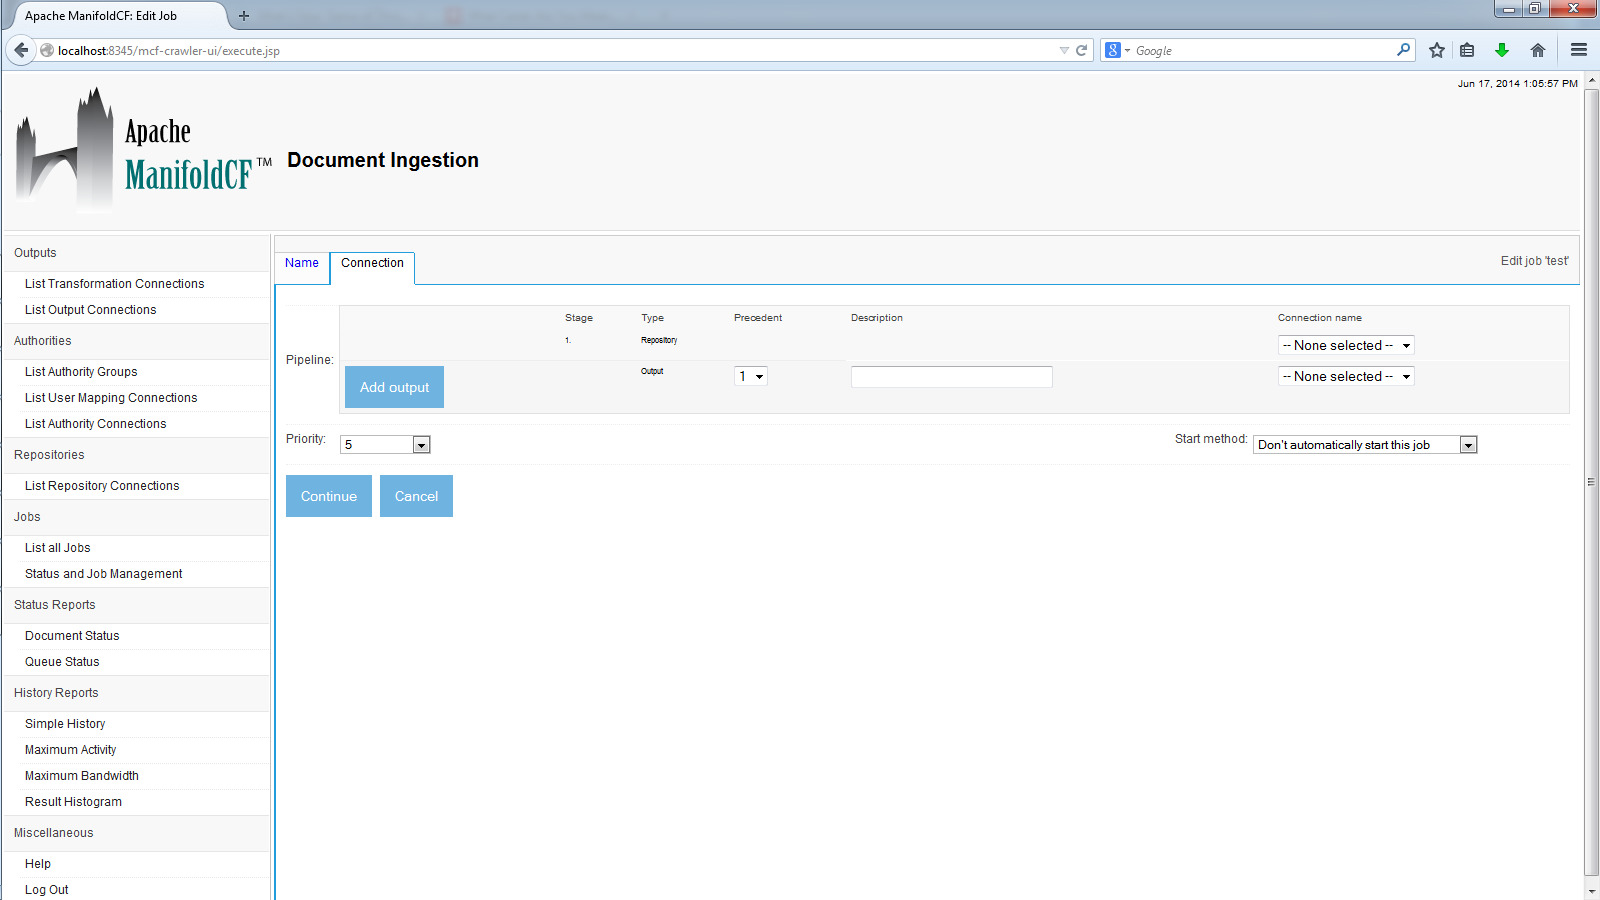 Apache ManifoldCF: Edit Job
localhost:8345/mcf-crawler-ui/execute.jsp
Google
Jun 17, 2014 1:05:57 PM
Apache
ManifoldCF™
Document Ingestion
Outputs
List Transformation Connections
List Output Connections
Authorities
List Authority Groups
List User Mapping Connections
List Authority Connections
Repositories
List Repository Connections
Jobs
List all Jobs
Status and Job Management
Status Reports
Document Status
Queue Status
History Reports
Simple History
Maximum Activity
Maximum Bandwidth
Result Histogram
Miscellaneous
Help
Log Out
Name Connection Edit job 'test'
Stage Type Precedent Description Connection name
1. Repository -- None selected --
Pipeline:
Add output Output 1 -- None selected --
Priority: 5 Start method: Don't automatically start this job
Continue Cancel